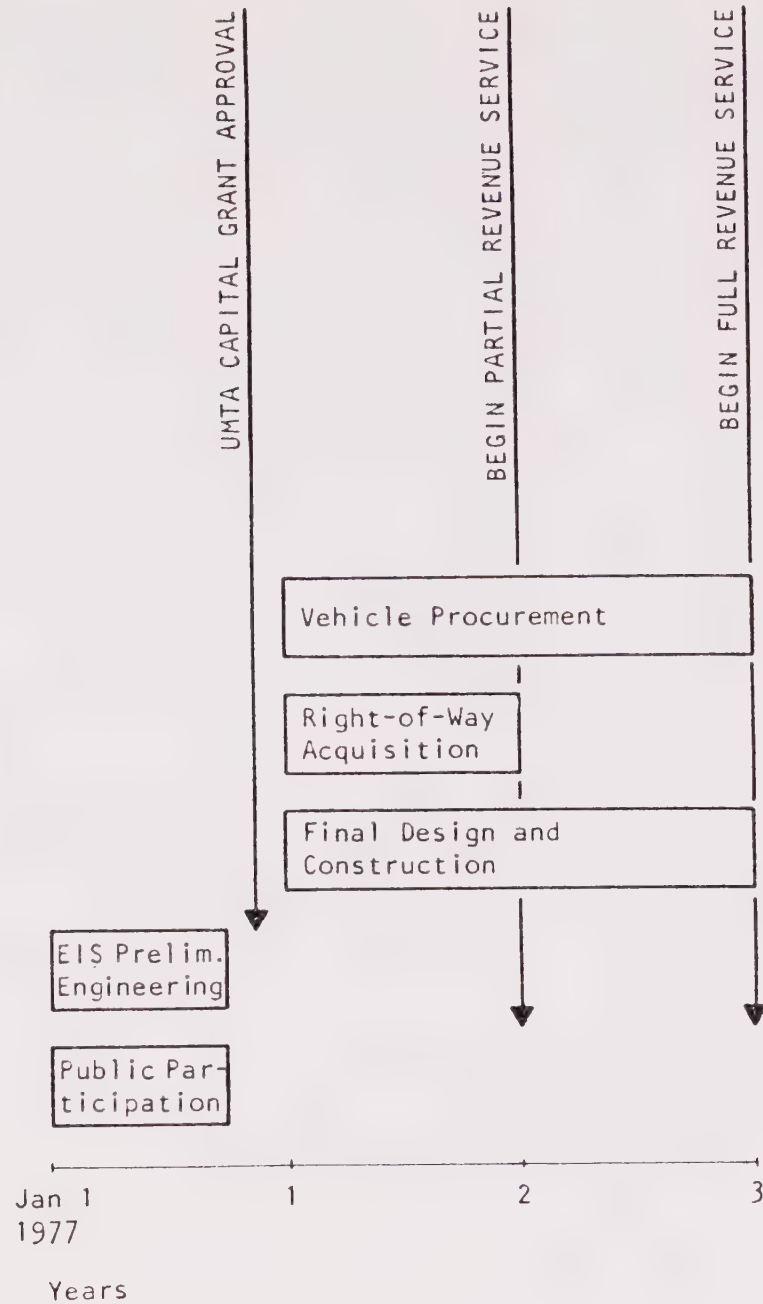 UMTA CAPITAL GRANT APPROVAL
BEGIN PARTIAL REVENUE SERVICE
BEGIN FULL REVENUE SERVICE
Vehicle Procurement
Right-of-Way
Acquisition
Final Design and
Construction
EIS Prelim.
Engineering
Public Par-
ticipation
Jan 1 1 2 3
1977
Years